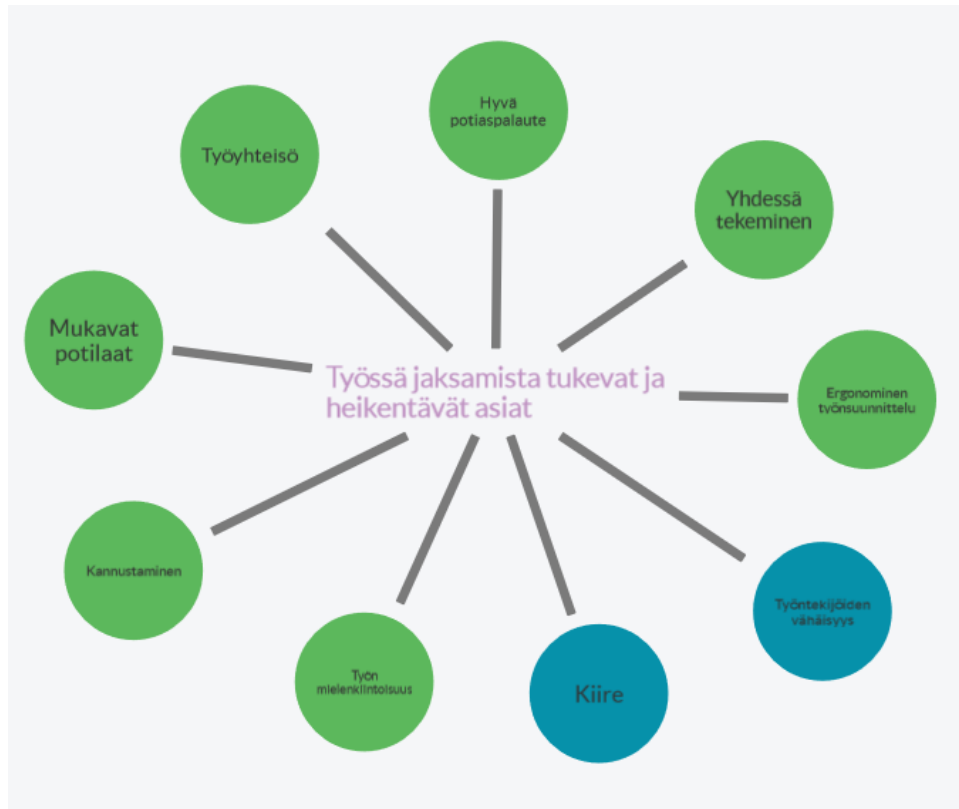 Hyvä
potiaspalaute
Työyhteisö
Yhdessä
tekeminen
Mukavat
potilaat
Työssä jaksamista tukevat ja
heikentävät asiat
Ergonominen
työnsuunnittelu
Kannustaminen
Työntekijöiden
vähäisyys
Työn
mielenkiintoisuus
Kiire